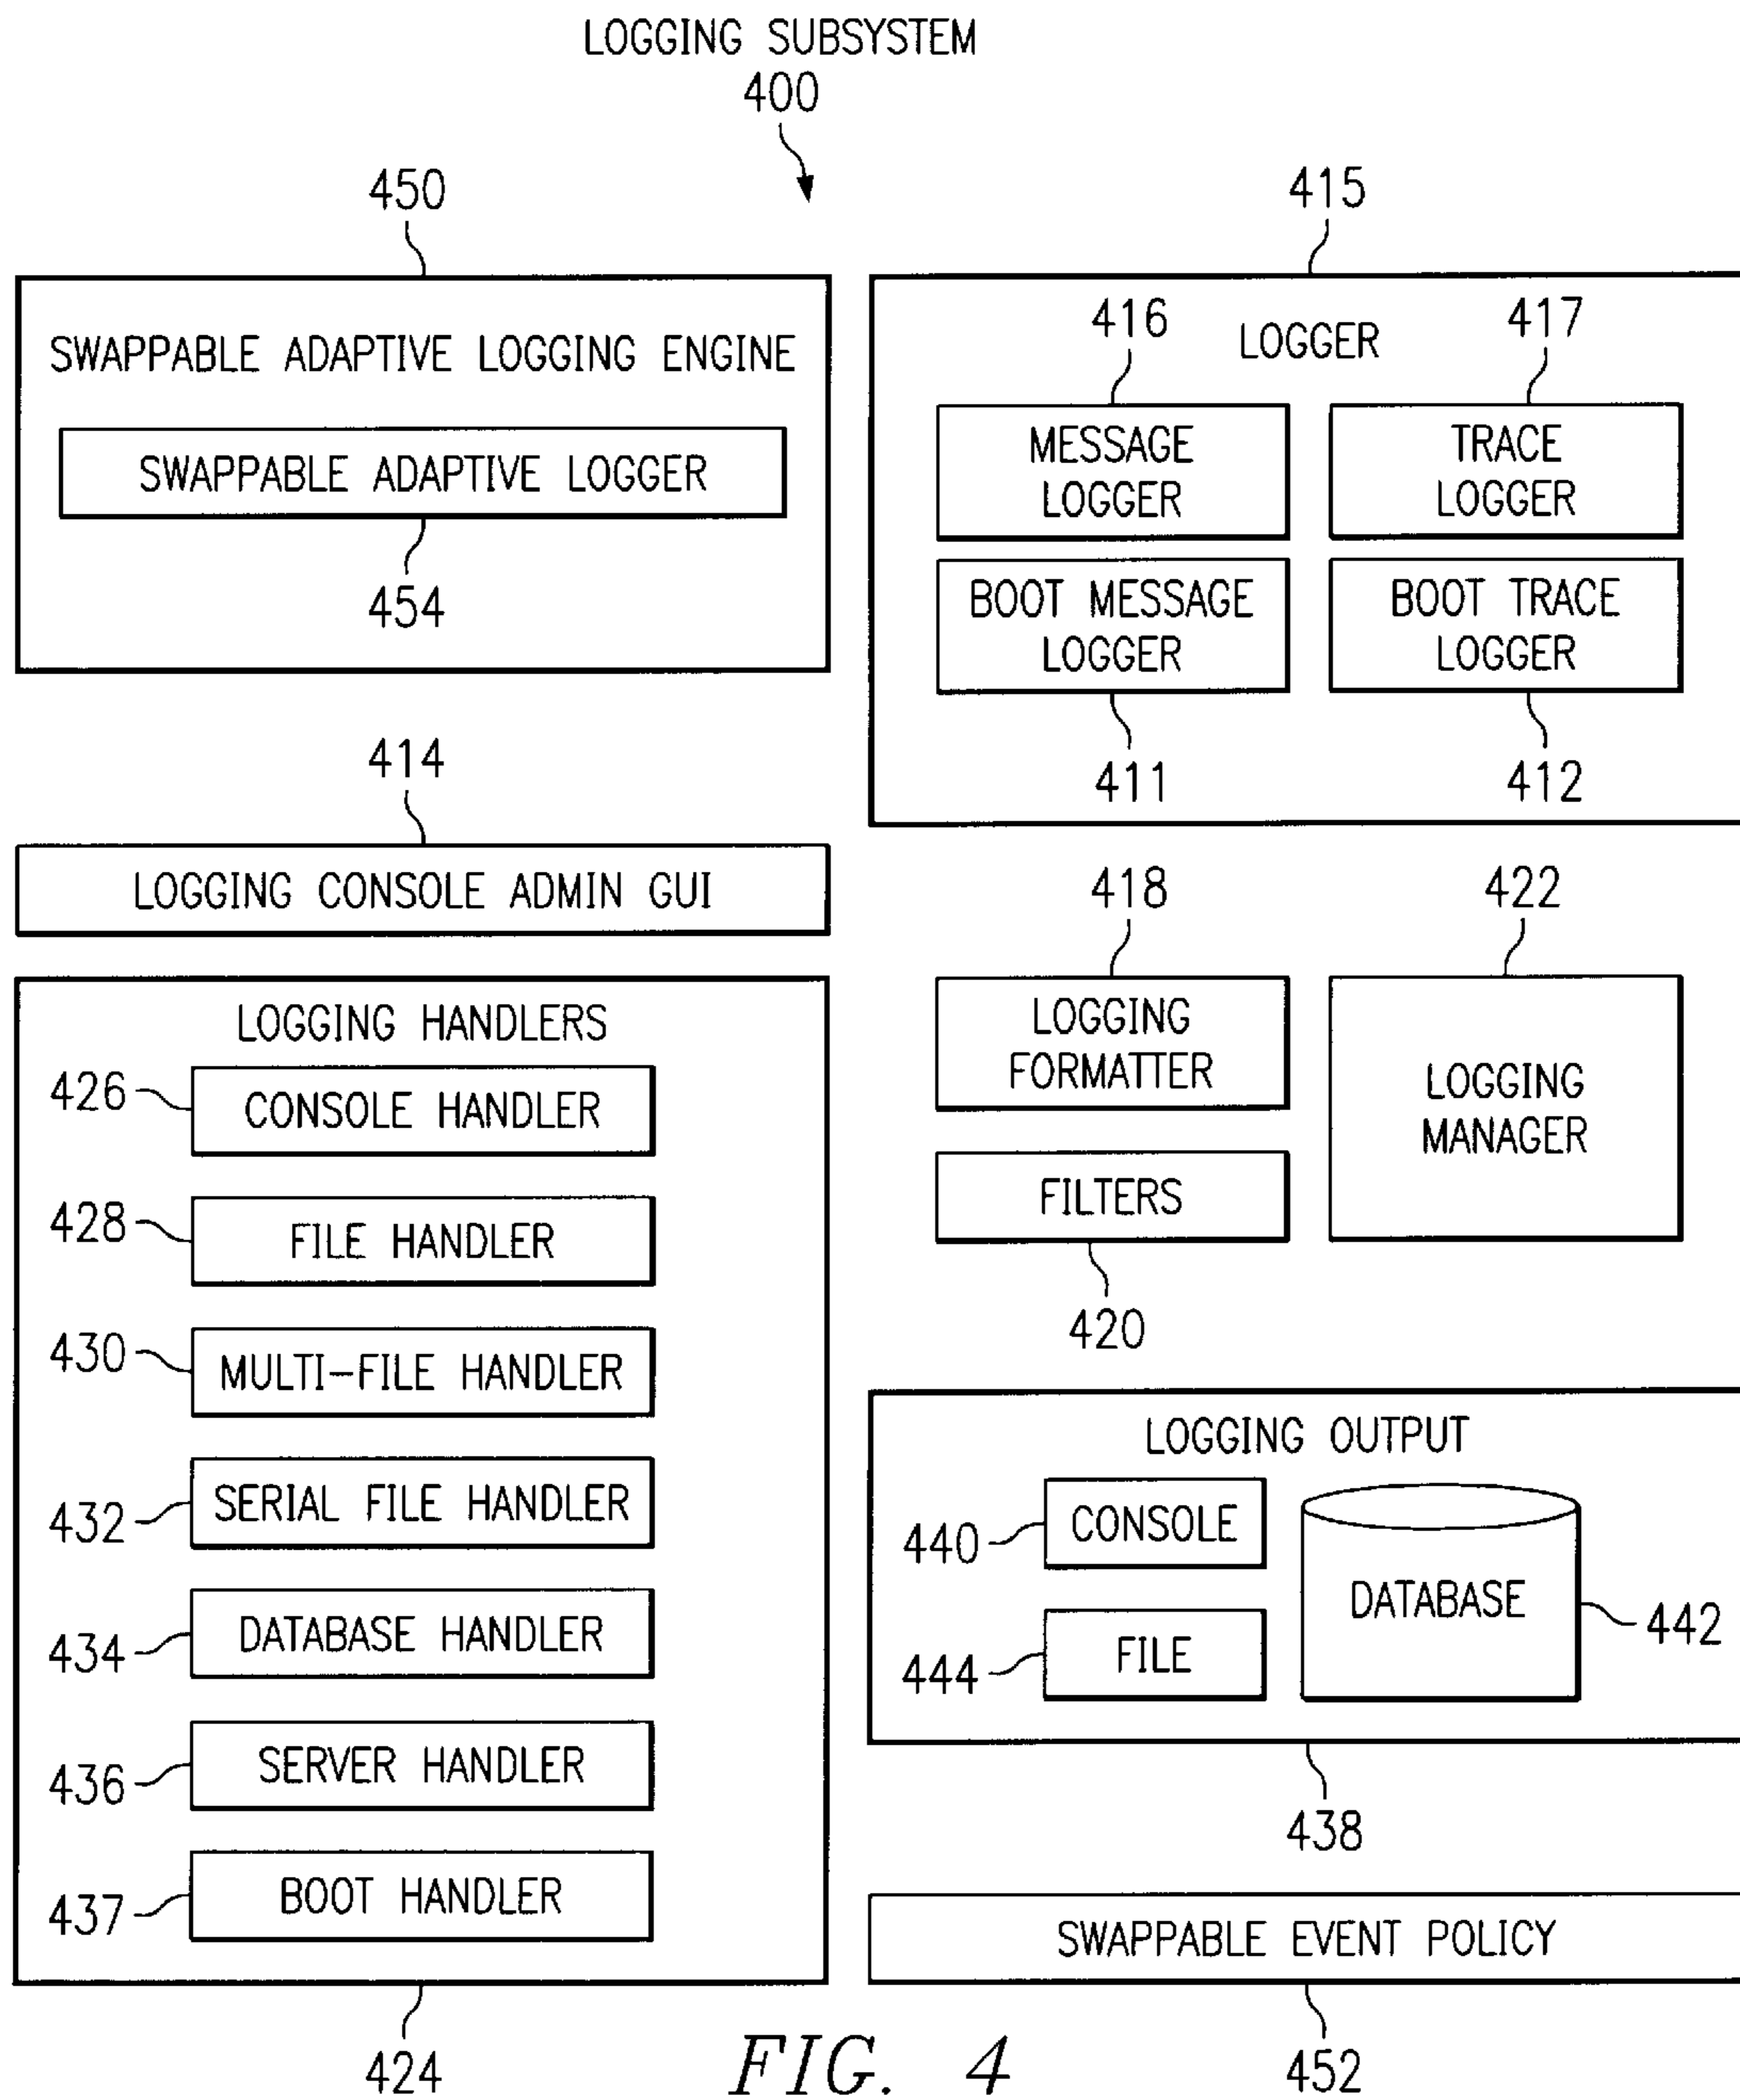 LOGGING SUBSYSTEM
400
450
SWAPPABLE ADAPTIVE LOGGING ENGINE
SWAPPABLE ADAPTIVE LOGGER
454
415
LOGGER
416
417
MESSAGE
LOGGER
TRACE
LOGGER
BOOT MESSAGE
LOGGER
BOOT TRACE
LOGGER
411
412
414
LOGGING CONSOLE ADMIN GUI
LOGGING HANDLERS
426
CONSOLE HANDLER
428
FILE HANDLER
430
MULTI-FILE HANDLER
432
SERIAL FILE HANDLER
434
DATABASE HANDLER
436
SERVER HANDLER
437
BOOT HANDLER
424
418
LOGGING
FORMATTER
422
LOGGING
MANAGER
FILTERS
420
LOGGING OUTPUT
440
CONSOLE
444
FILE
DATABASE
442
438
SWAPPABLE EVENT POLICY
452
FIG. 4